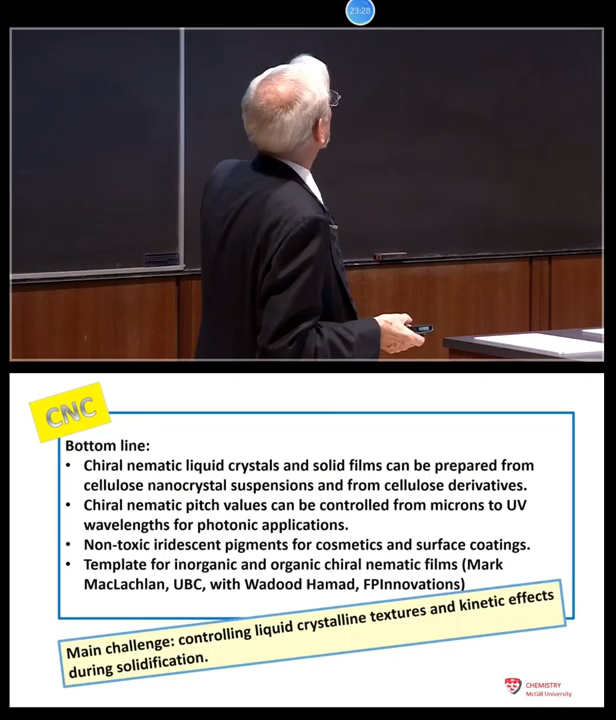 23:28
CNC
Bottom line:
• Chiral nematic liquid crystals and solid films can be prepared from
cellulose nanocrystal suspensions and from cellulose derivatives.
• Chiral nematic pitch values can be controlled from microns to UV
wavelengths for photonic applications.
• Non-toxic iridescent pigments for cosmetics and surface coatings.
• Template for inorganic and organic chiral nematic films (Mark
MacLachlan, UBC, with Wadood Hamad, FPInnovations)
Main challenge: controlling liquid crystalline textures and kinetic effects
during solidification.
CHEMISTRY
McGill University